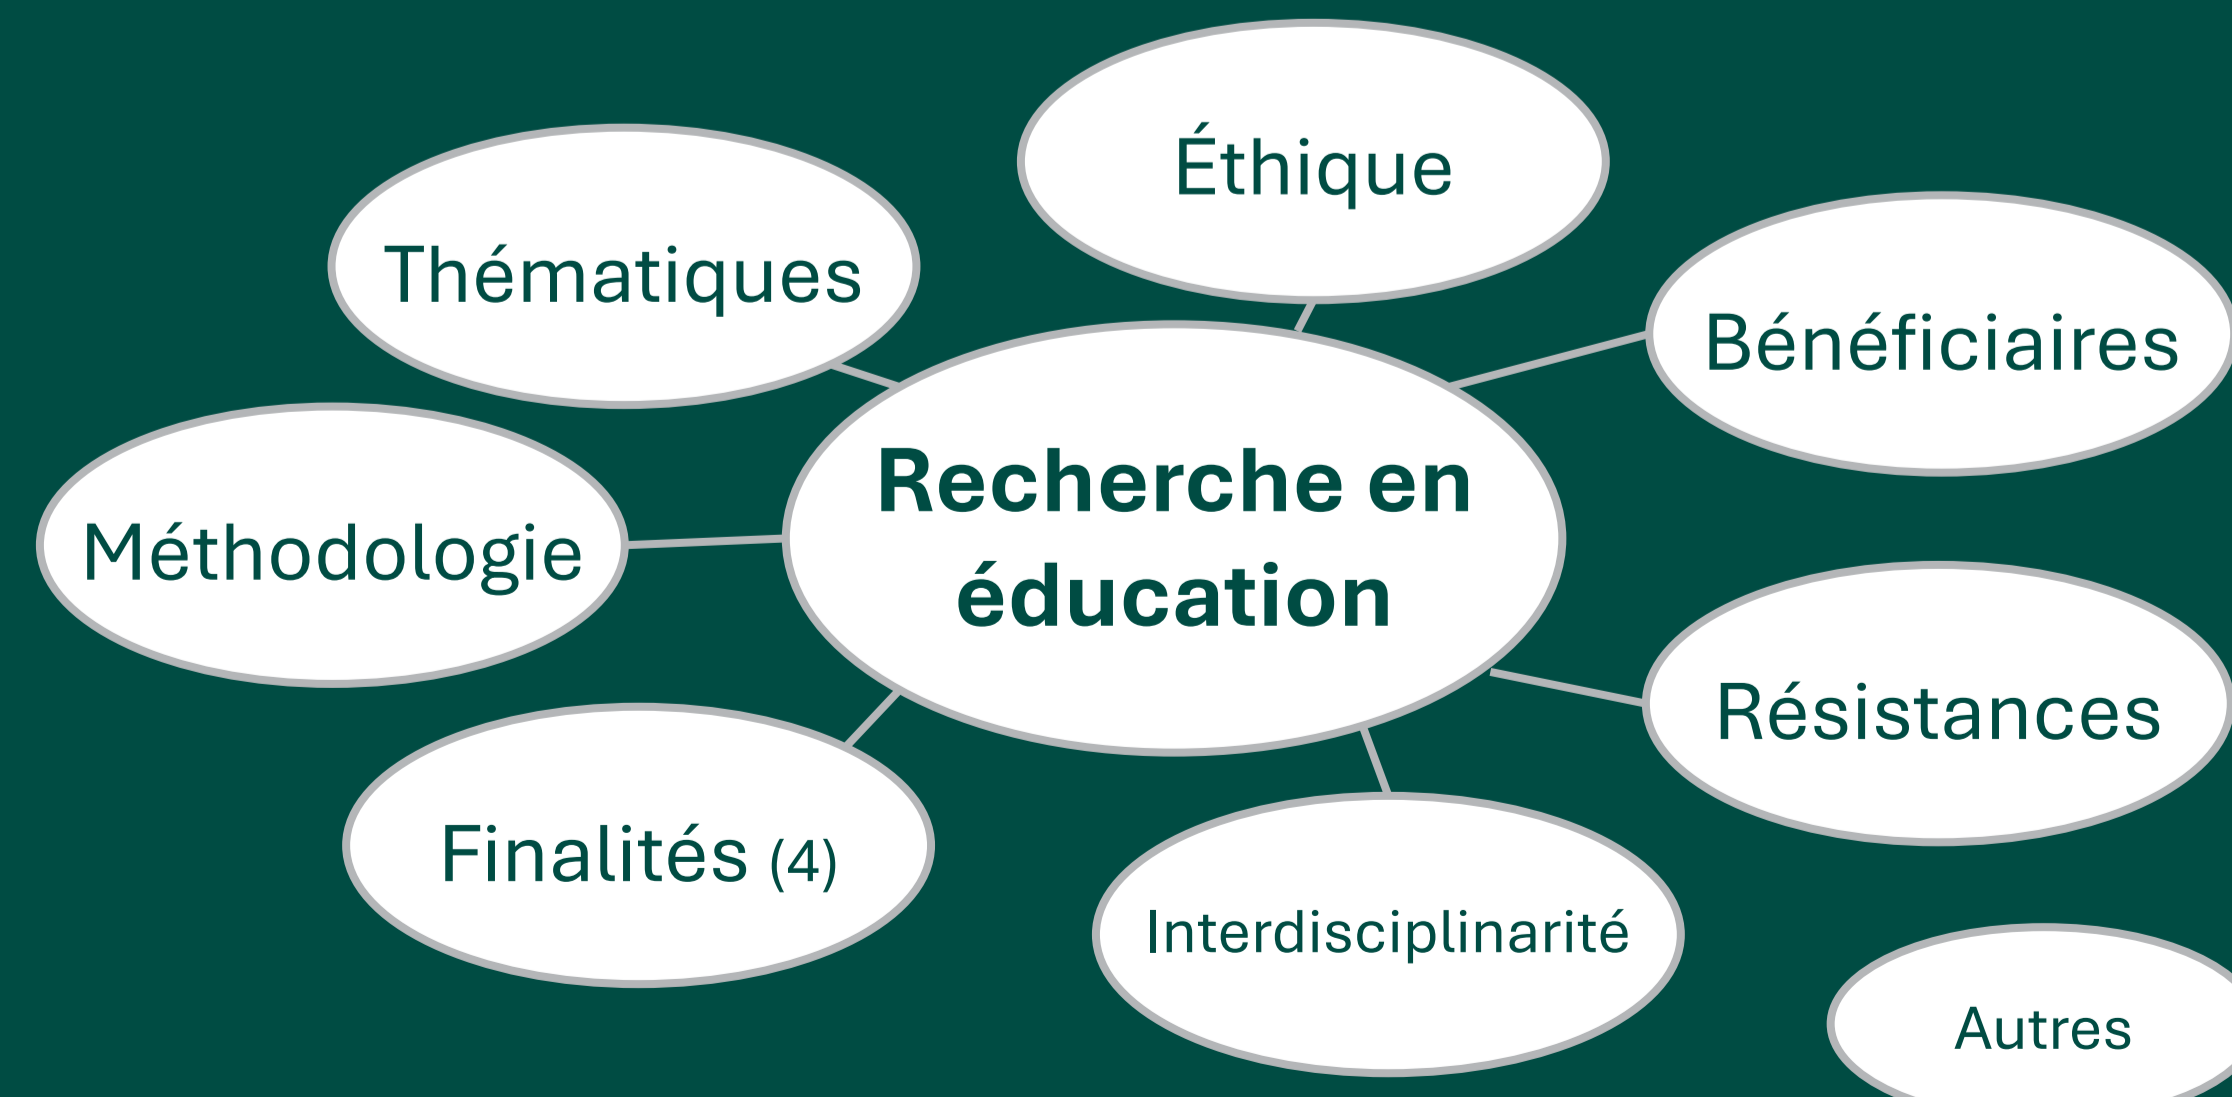 Éthique
Thématiques
Bénéficiaires
Recherche en
éducation
Méthodologie
Résistances
Finalités (4)
Interdisciplinarité
Autres